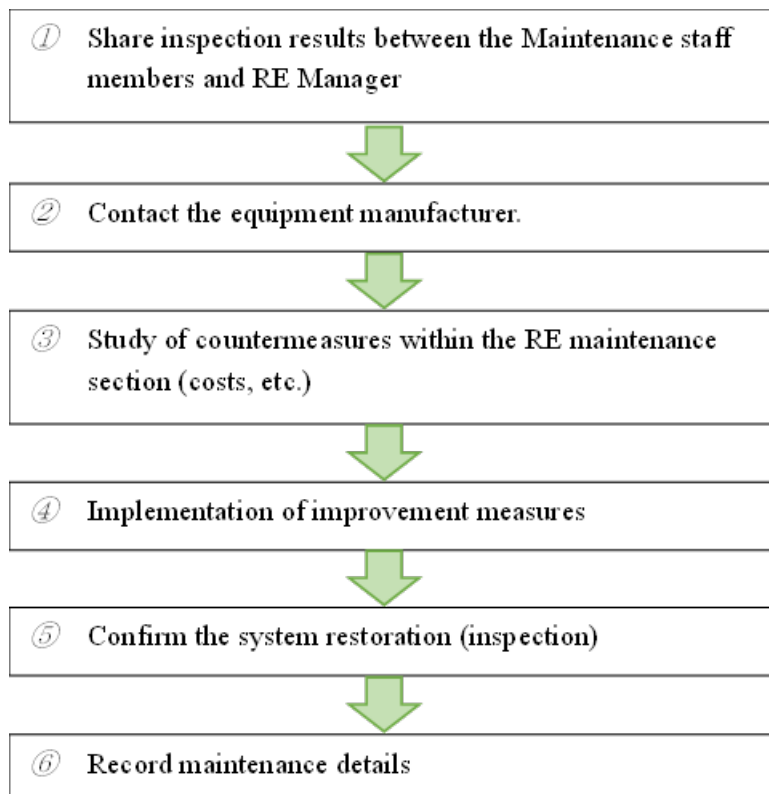 ① Share inspection results between the Maintenance staff
members and RE Manager
② Contact the equipment manufacturer.
③ Study of countermeasures within the RE maintenance
section (costs, etc.)
④ Implementation of improvement measures
⑤ Confirm the system restoration (inspection)
⑥ Record maintenance details